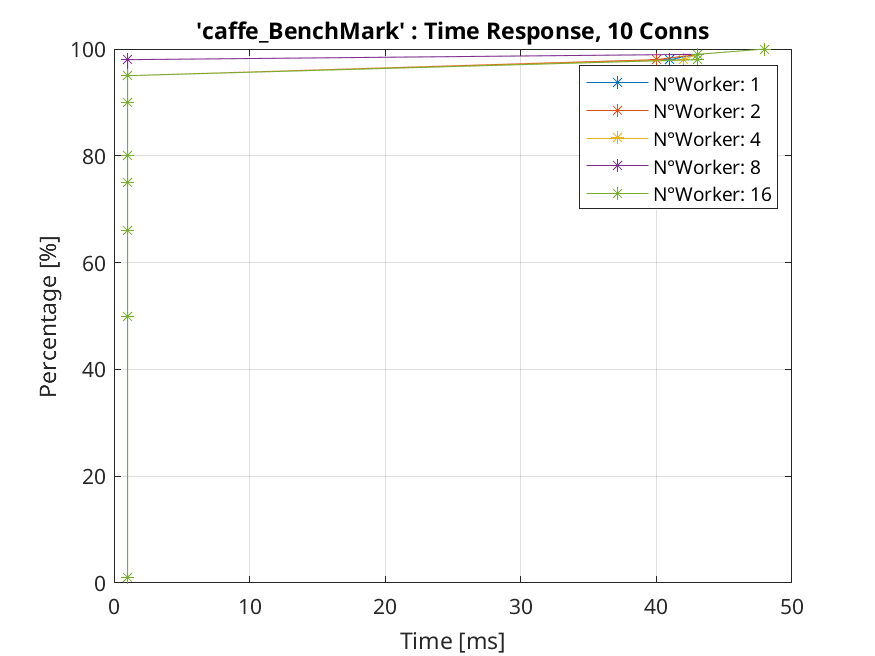 'caffe_BenchMark' : Time Response, 10 Conns
100
80
60
40
20
0
Percentage [%]
N°Worker: 1
N°Worker: 2
N°Worker: 4
N°Worker: 8
N°Worker: 16
0 10 20 30 40 50
Time [ms]